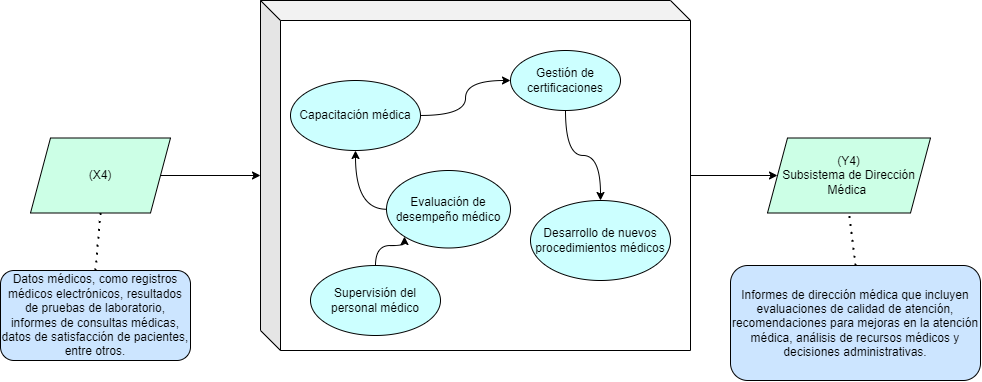 Gestión de
certificaciones
Capacitación médica
(X4)
(Y4)
Subsistema de Dirección
Médica
Evaluación de
desempeño médico
Desarrollo de nuevos
procedimientos médicos
Supervisión del
personal médico
Datos médicos, como registros
médicos electrónicos, resultados
de pruebas de laboratorio,
informes de consultas médicas,
datos de satisfacción de pacientes,
entre otros.
Informes de dirección médica que incluyen
evaluaciones de calidad de atención,
recomendaciones para mejoras en la atención
médica, análisis de recursos médicos y
decisiones administrativas.